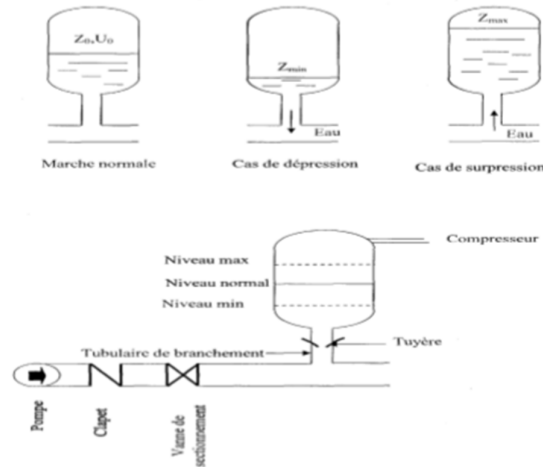 Z₀,U₀
Zmin
Zmax
Eau
Eau
Marche normale
Cas de dépression
Cas de surpression
Compresseur
Niveau max
Niveau normal
Niveau min
Tuyère
Tubulaire de branchement
Pompe
Clapet
Vanne de
sectionnement